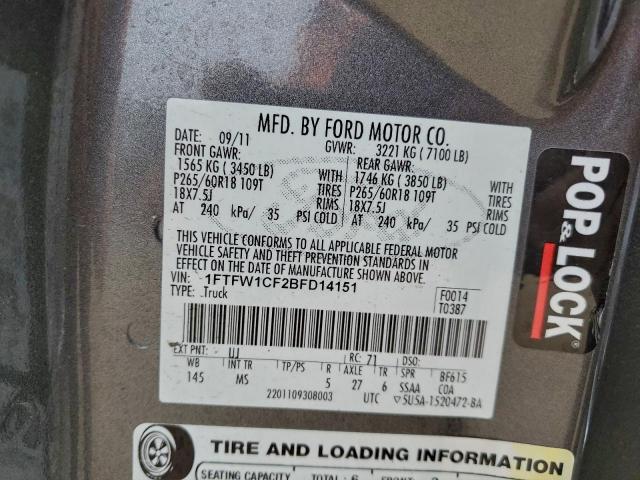 MFD. BY FORD MOTOR CO.
DATE: 09/11 GVWR: 3221 KG ( 7100 LB)
FRONT GAWR: REAR GAWR:
1565 KG ( 3450 LB) WITH 1746 KG ( 3850 LB) WITH
P265/60R18 109T TIRES P265/60R18 109T TIRES
18X7.5J RIMS 18X7.5J RIMS
AT 240 kPa/ 35 PSI COLD AT 240 kPa/ 35 PSI COLD
THIS VEHICLE CONFORMS TO ALL APPLICABLE FEDERAL MOTOR
VEHICLE SAFETY AND THEFT PREVENTION STANDARDS IN
EFFECT ON THE DATE OF MANUFACTURE SHOWN ABOVE.
VIN: 1FTFW1CF2BFD14151 F0014
TYPE: Truck T0387
EXT PNT: UJ RC: 71 DSO:
WB INT TR TP/PS R AXLE TR SPR BF615
145 MS 5 27 6 SSAA COA
2201109308003 UTC ▽5U5A-1520472-BA
POP & LOCK
TIRE AND LOADING INFORMATION
SEATING CAPACITY TOTAL: 6 FRONT: